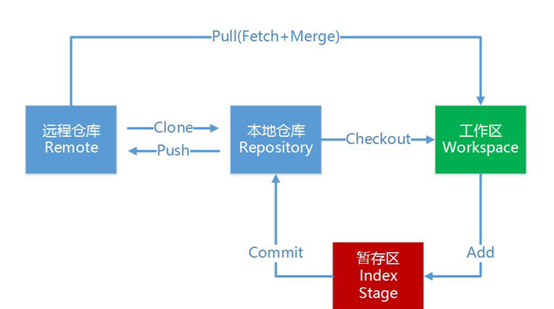 Pull(Fetch+Merge)
远程仓库
Remote
Clone
Push
本地仓库
Repository
Checkout
工作区
Workspace
Commit
暂存区
Index
Stage
Add